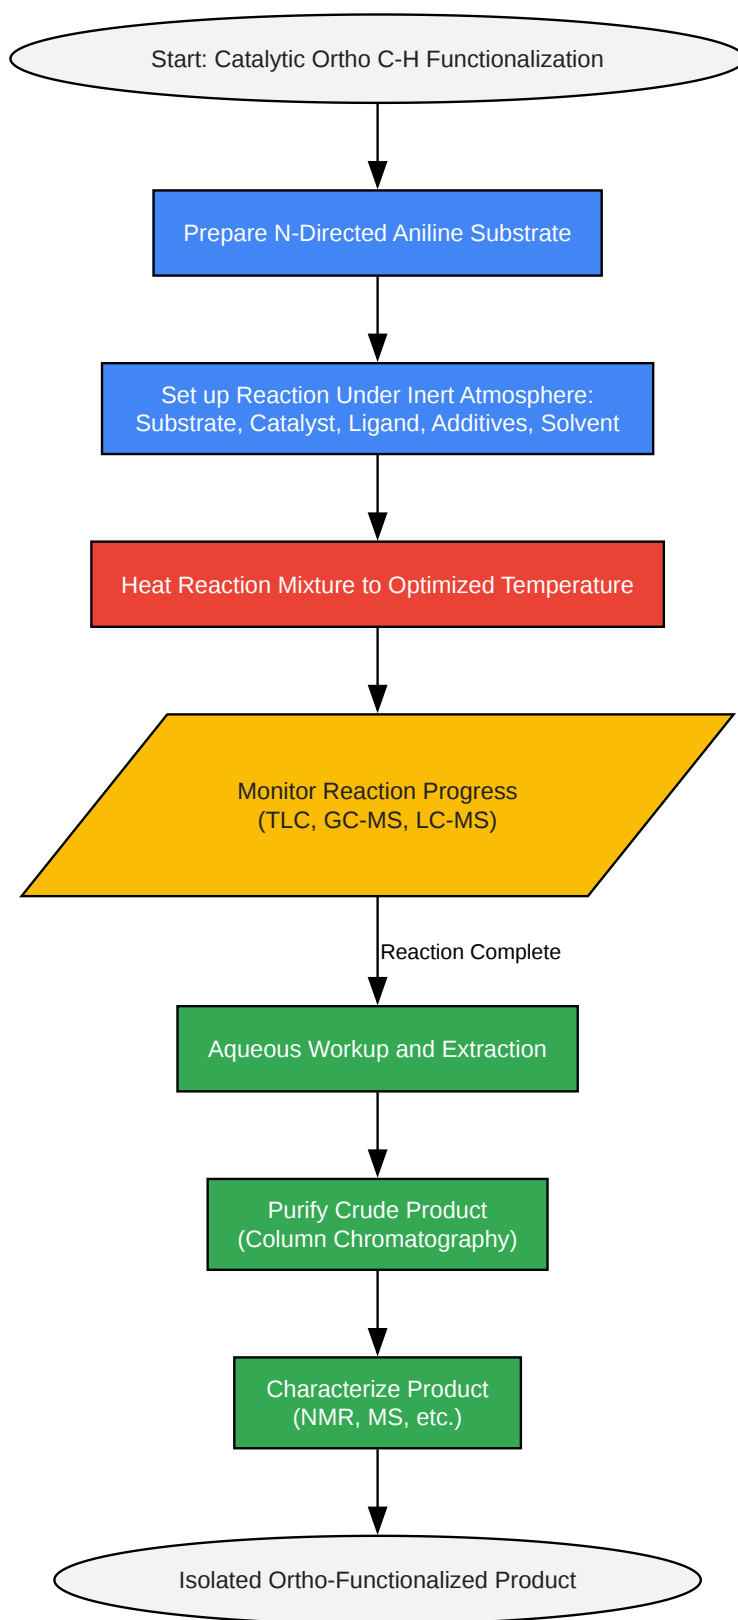 Start: Catalytic Ortho C-H Functionalization
Prepare N-Directed Aniline Substrate
Set up Reaction Under Inert Atmosphere:
Substrate, Catalyst, Ligand, Additives, Solvent
Heat Reaction Mixture to Optimized Temperature
Monitor Reaction Progress
(TLC, GC-MS, LC-MS)
Reaction Complete
Aqueous Workup and Extraction
Purify Crude Product
(Column Chromatography)
Characterize Product
(NMR, MS, etc.)
Isolated Ortho-Functionalized Product